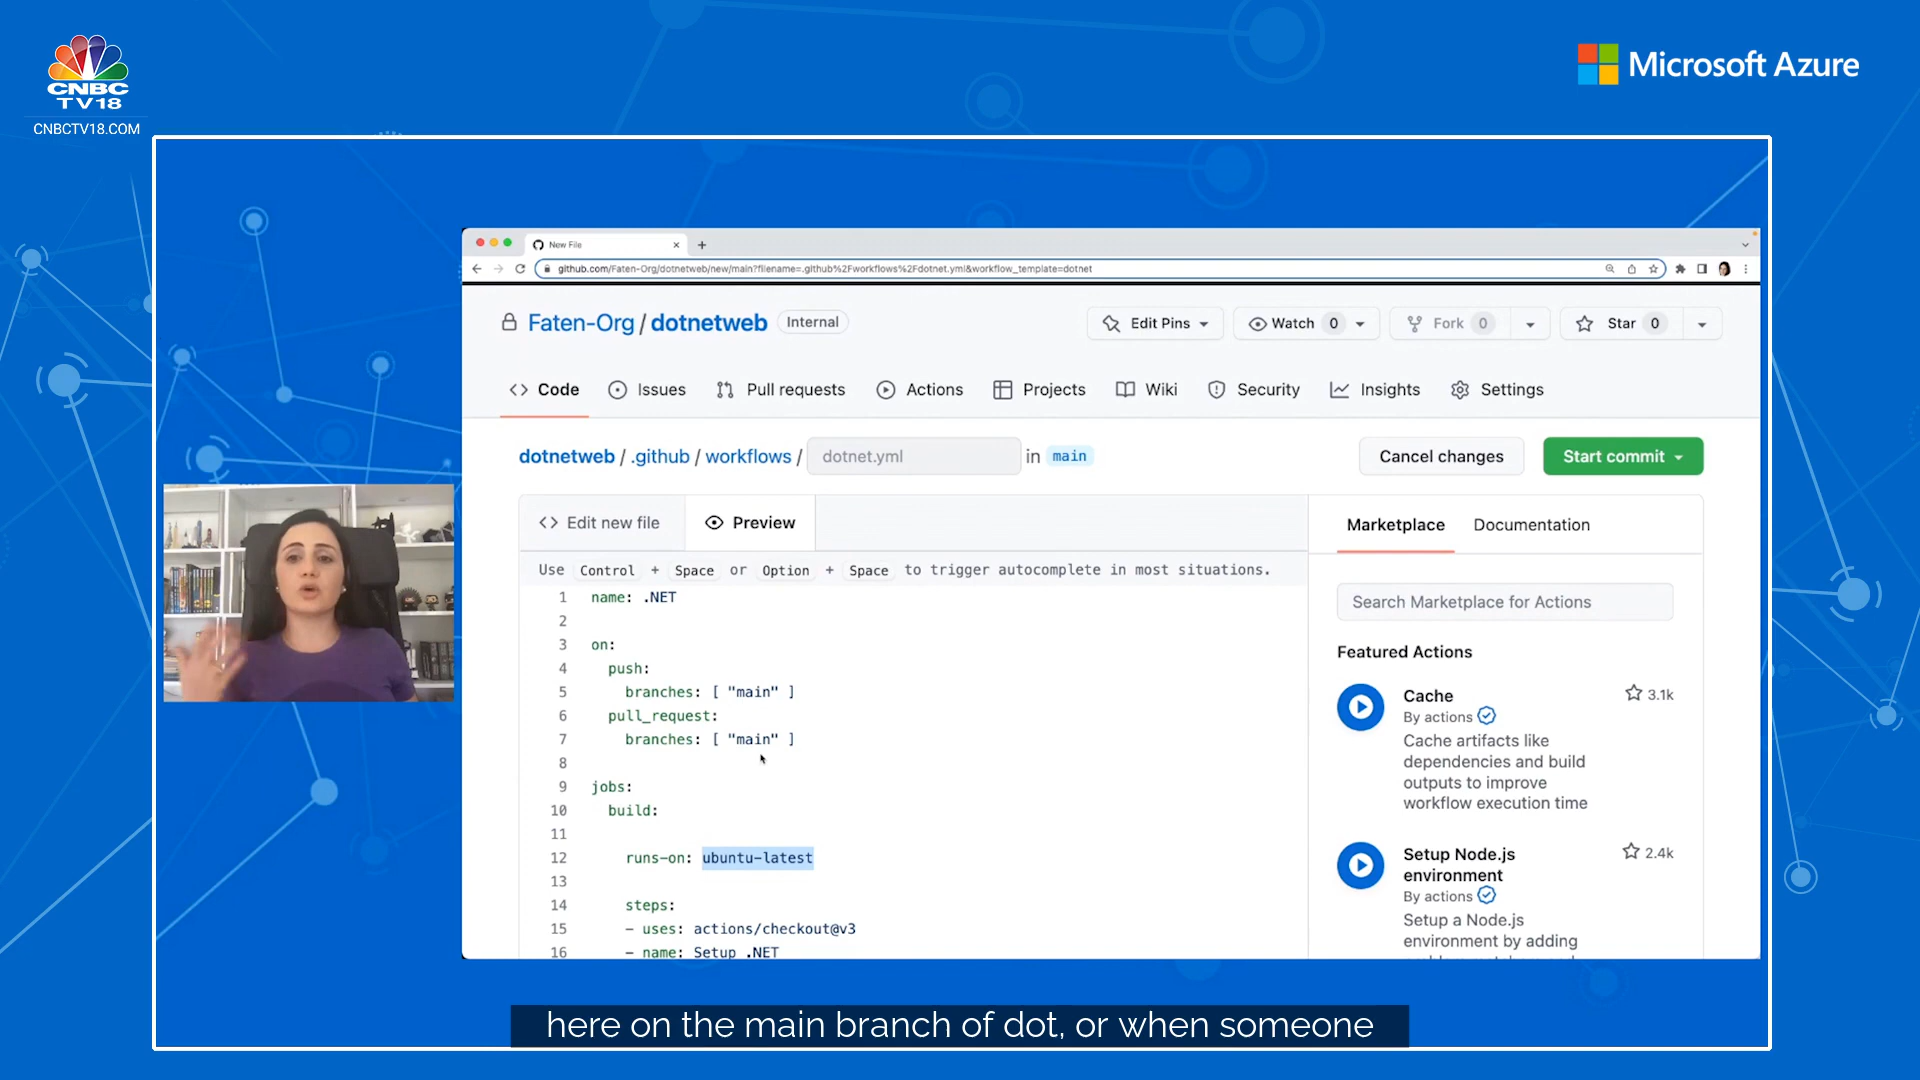 CNBC
TV18
CNBCTV18.COM
Microsoft Azure
New File
github.com/Faten-Org/dotnetweb/new/main?filename=.github%2Fworkflows%2Fdotnet.yml&workflow_template=dotnet
Faten-Org / dotnetweb Internal
Edit Pins Watch 0 Fork 0 Star 0
Code Issues Pull requests Actions Projects Wiki Security Insights Settings
dotnetweb / .github / workflows / dotnet.yml in main
Cancel changes Start commit
Edit new file Preview
Use Control + Space or Option + Space to trigger autocomplete in most situations.
1 name: .NET
2
3 on:
4 push:
5 branches: [ "main" ]
6 pull_request:
7 branches: [ "main" ]
8
9 jobs:
10 build:
11
12 runs-on: ubuntu-latest
13
14 steps:
15 - uses: actions/checkout@v3
16 - name: Setup .NET
Marketplace Documentation
Search Marketplace for Actions
Featured Actions
Cache 3.1k
By actions
Cache artifacts like
dependencies and build
outputs to improve
workflow execution time
Setup Node.js 2.4k
environment
By actions
Setup a Node.js
environment by adding
here on the main branch of dot, or when someone